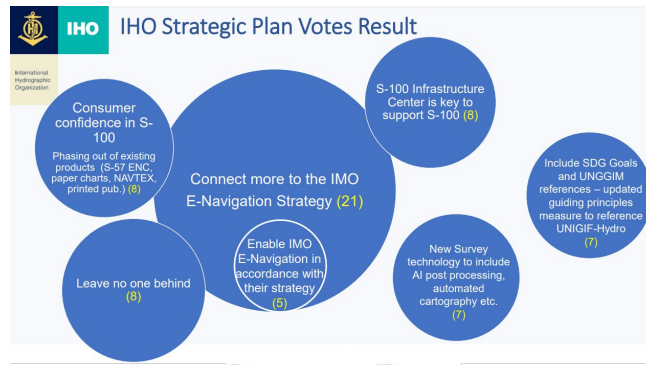 IHO
IHO Strategic Plan Votes Result
International
Hydrographic
Organization
Consumer
confidence in S-
100
Phasing out of existing
products (S-57 ENC,
paper charts, NAVTEX,
printed pub.) (8)
S-100 Infrastructure
Center is key to
support S-100 (8)
Connect more to the IMO
E-Navigation Strategy (21)
Include SDG Goals
and UNGGIM
references – updated
guiding principles
measure to reference
UNIGIF-Hydro
(7)
Enable IMO
E-Navigation in
accordance with
their strategy
(5)
New Survey
technology to include
AI post processing,
automated
cartography etc.
(7)
Leave no one behind
(8)